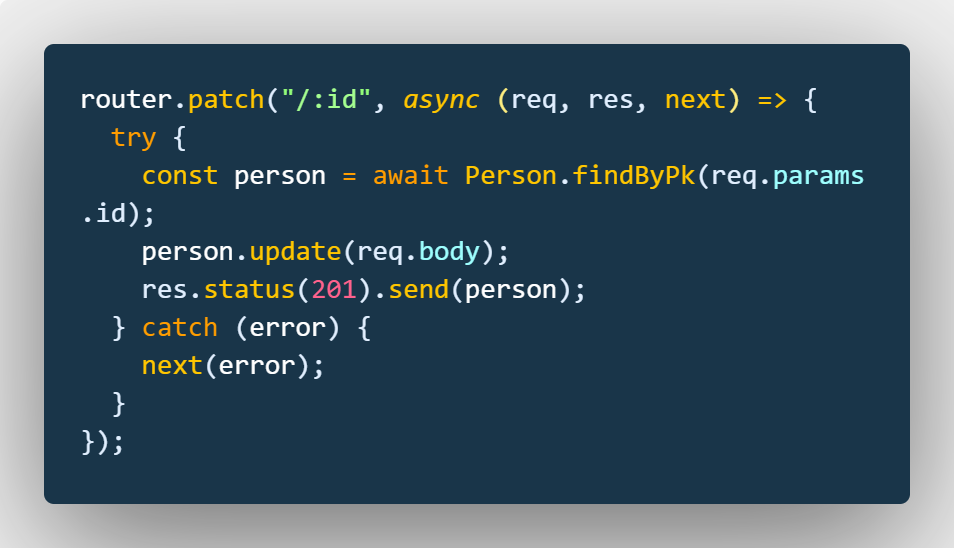 router.patch("/:id", async (req, res, next) => {
  try {
    const person = await Person.findByPk(req.params
.id);
    person.update(req.body);
    res.status(201).send(person);
  } catch (error) {
    next(error);
  }
});